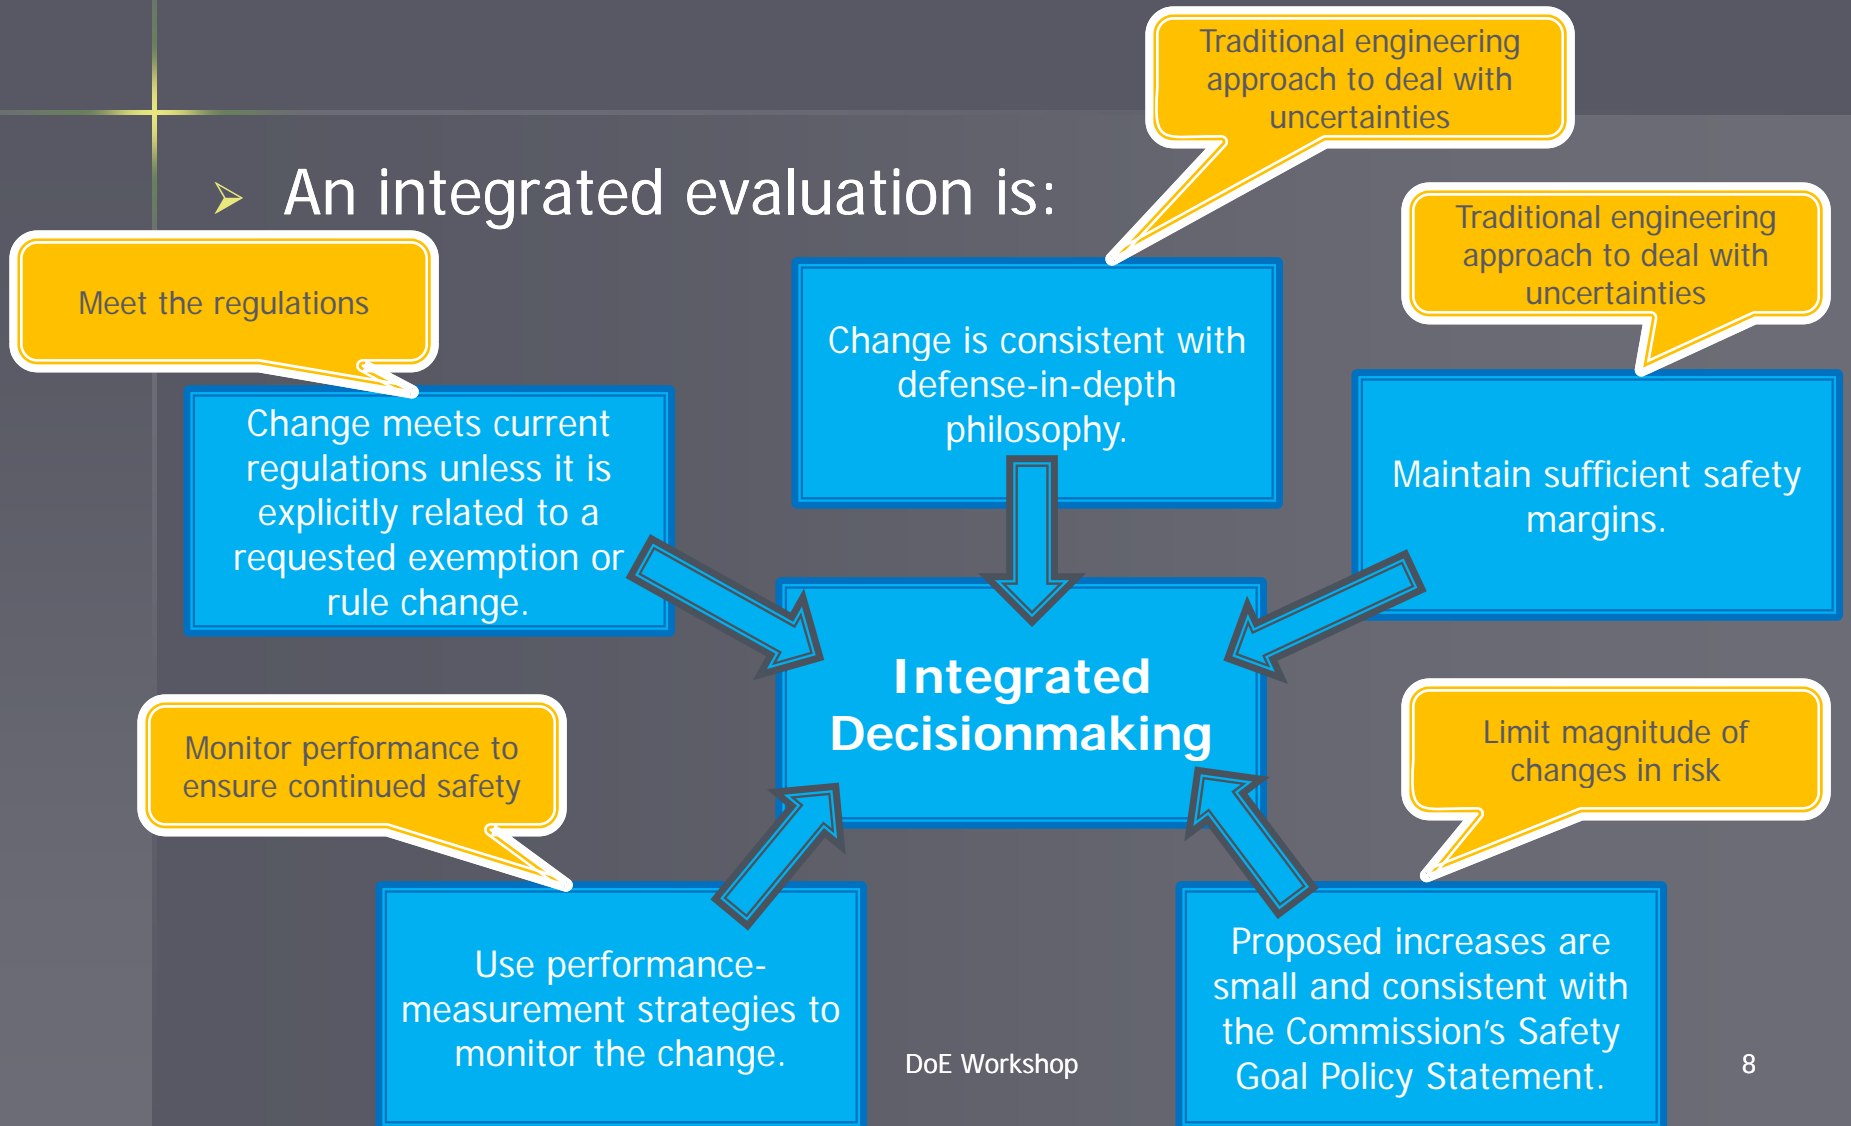 Traditional engineering
approach to deal with
uncertainties
➢ An integrated evaluation is:
Traditional engineering
approach to deal with
uncertainties
Meet the regulations
Change is consistent with
defense-in-depth
philosophy.
Change meets current
regulations unless it is
explicitly related to a
requested exemption or
rule change.
Maintain sufficient safety
margins.
Integrated
Decisionmaking
Monitor performance to
ensure continued safety
Limit magnitude of
changes in risk
Use performance-
measurement strategies to
monitor the change.
Proposed increases are
small and consistent with
the Commission’s Safety
Goal Policy Statement.
DoE Workshop
8